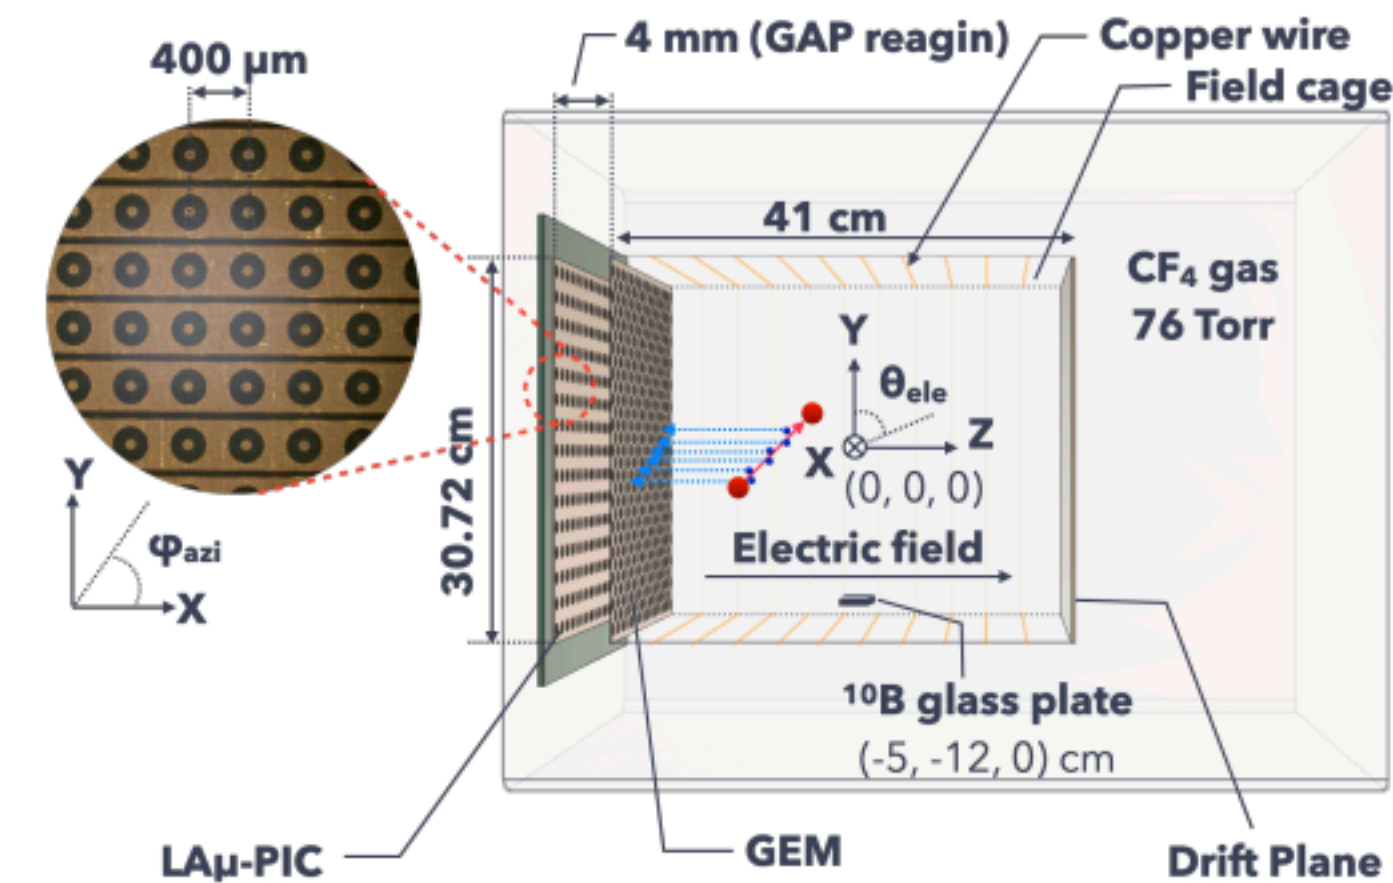 400 μm
4 mm (GAP reagin)
Copper wire
Field cage
41 cm
CF₄ gas
76 Torr
Y
θele
Z
X
(0, 0, 0)
30.72 cm
Y
φazi
X
Electric field
¹⁰B glass plate
(-5, -12, 0) cm
LAμ-PIC
GEM
Drift Plane